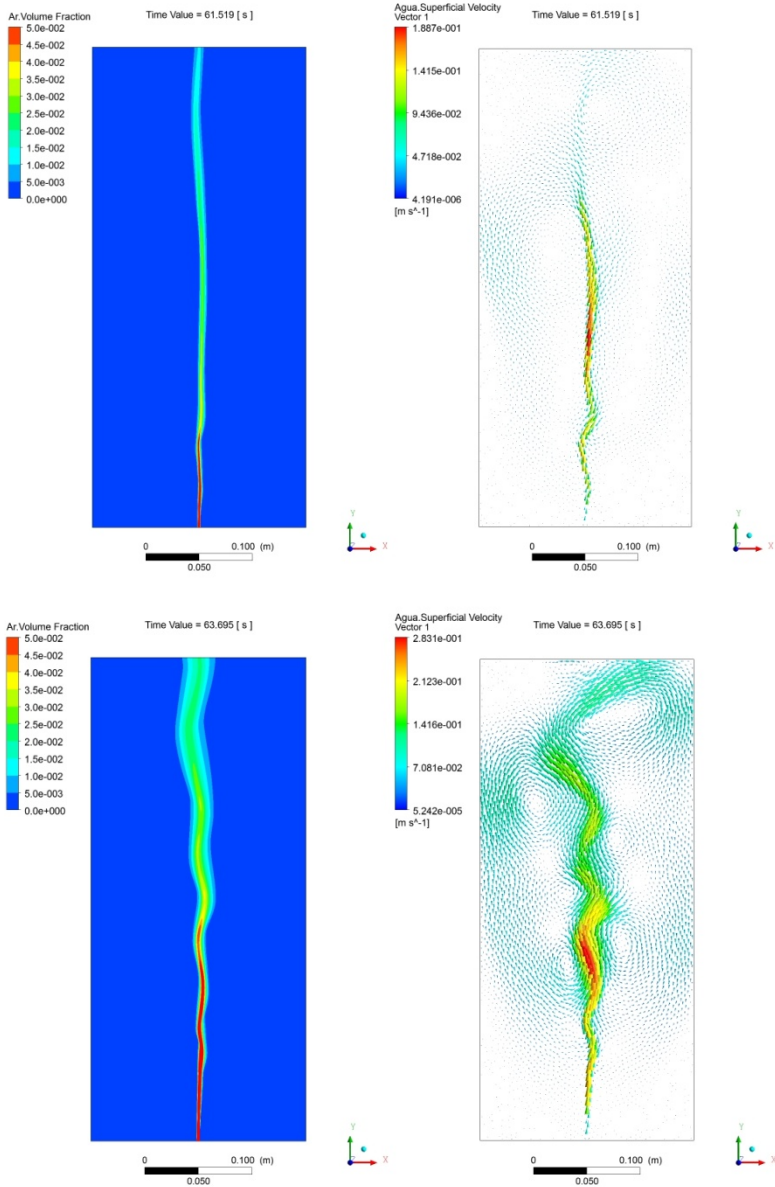 Ar.Volume Fraction
Time Value = 61.519 [ s ]
5.0e-002
4.5e-002
4.0e-002
3.5e-002
3.0e-002
2.5e-002
2.0e-002
1.5e-002
1.0e-002
5.0e-003
0.0e+000
0 0.100 (m)
0.050
Y
X
Agua.Superficial Velocity
Vector 1
Time Value = 61.519 [ s ]
1.887e-001
1.415e-001
9.436e-002
4.718e-002
4.191e-006
[m s^-1]
0 0.100 (m)
0.050
Y
X
Ar.Volume Fraction
Time Value = 63.695 [ s ]
5.0e-002
4.5e-002
4.0e-002
3.5e-002
3.0e-002
2.5e-002
2.0e-002
1.5e-002
1.0e-002
5.0e-003
0.0e+000
0 0.100 (m)
0.050
Y
X
Agua.Superficial Velocity
Vector 1
Time Value = 63.695 [ s ]
2.831e-001
2.123e-001
1.416e-001
7.081e-002
5.242e-005
[m s^-1]
0 0.100 (m)
0.050
Y
X